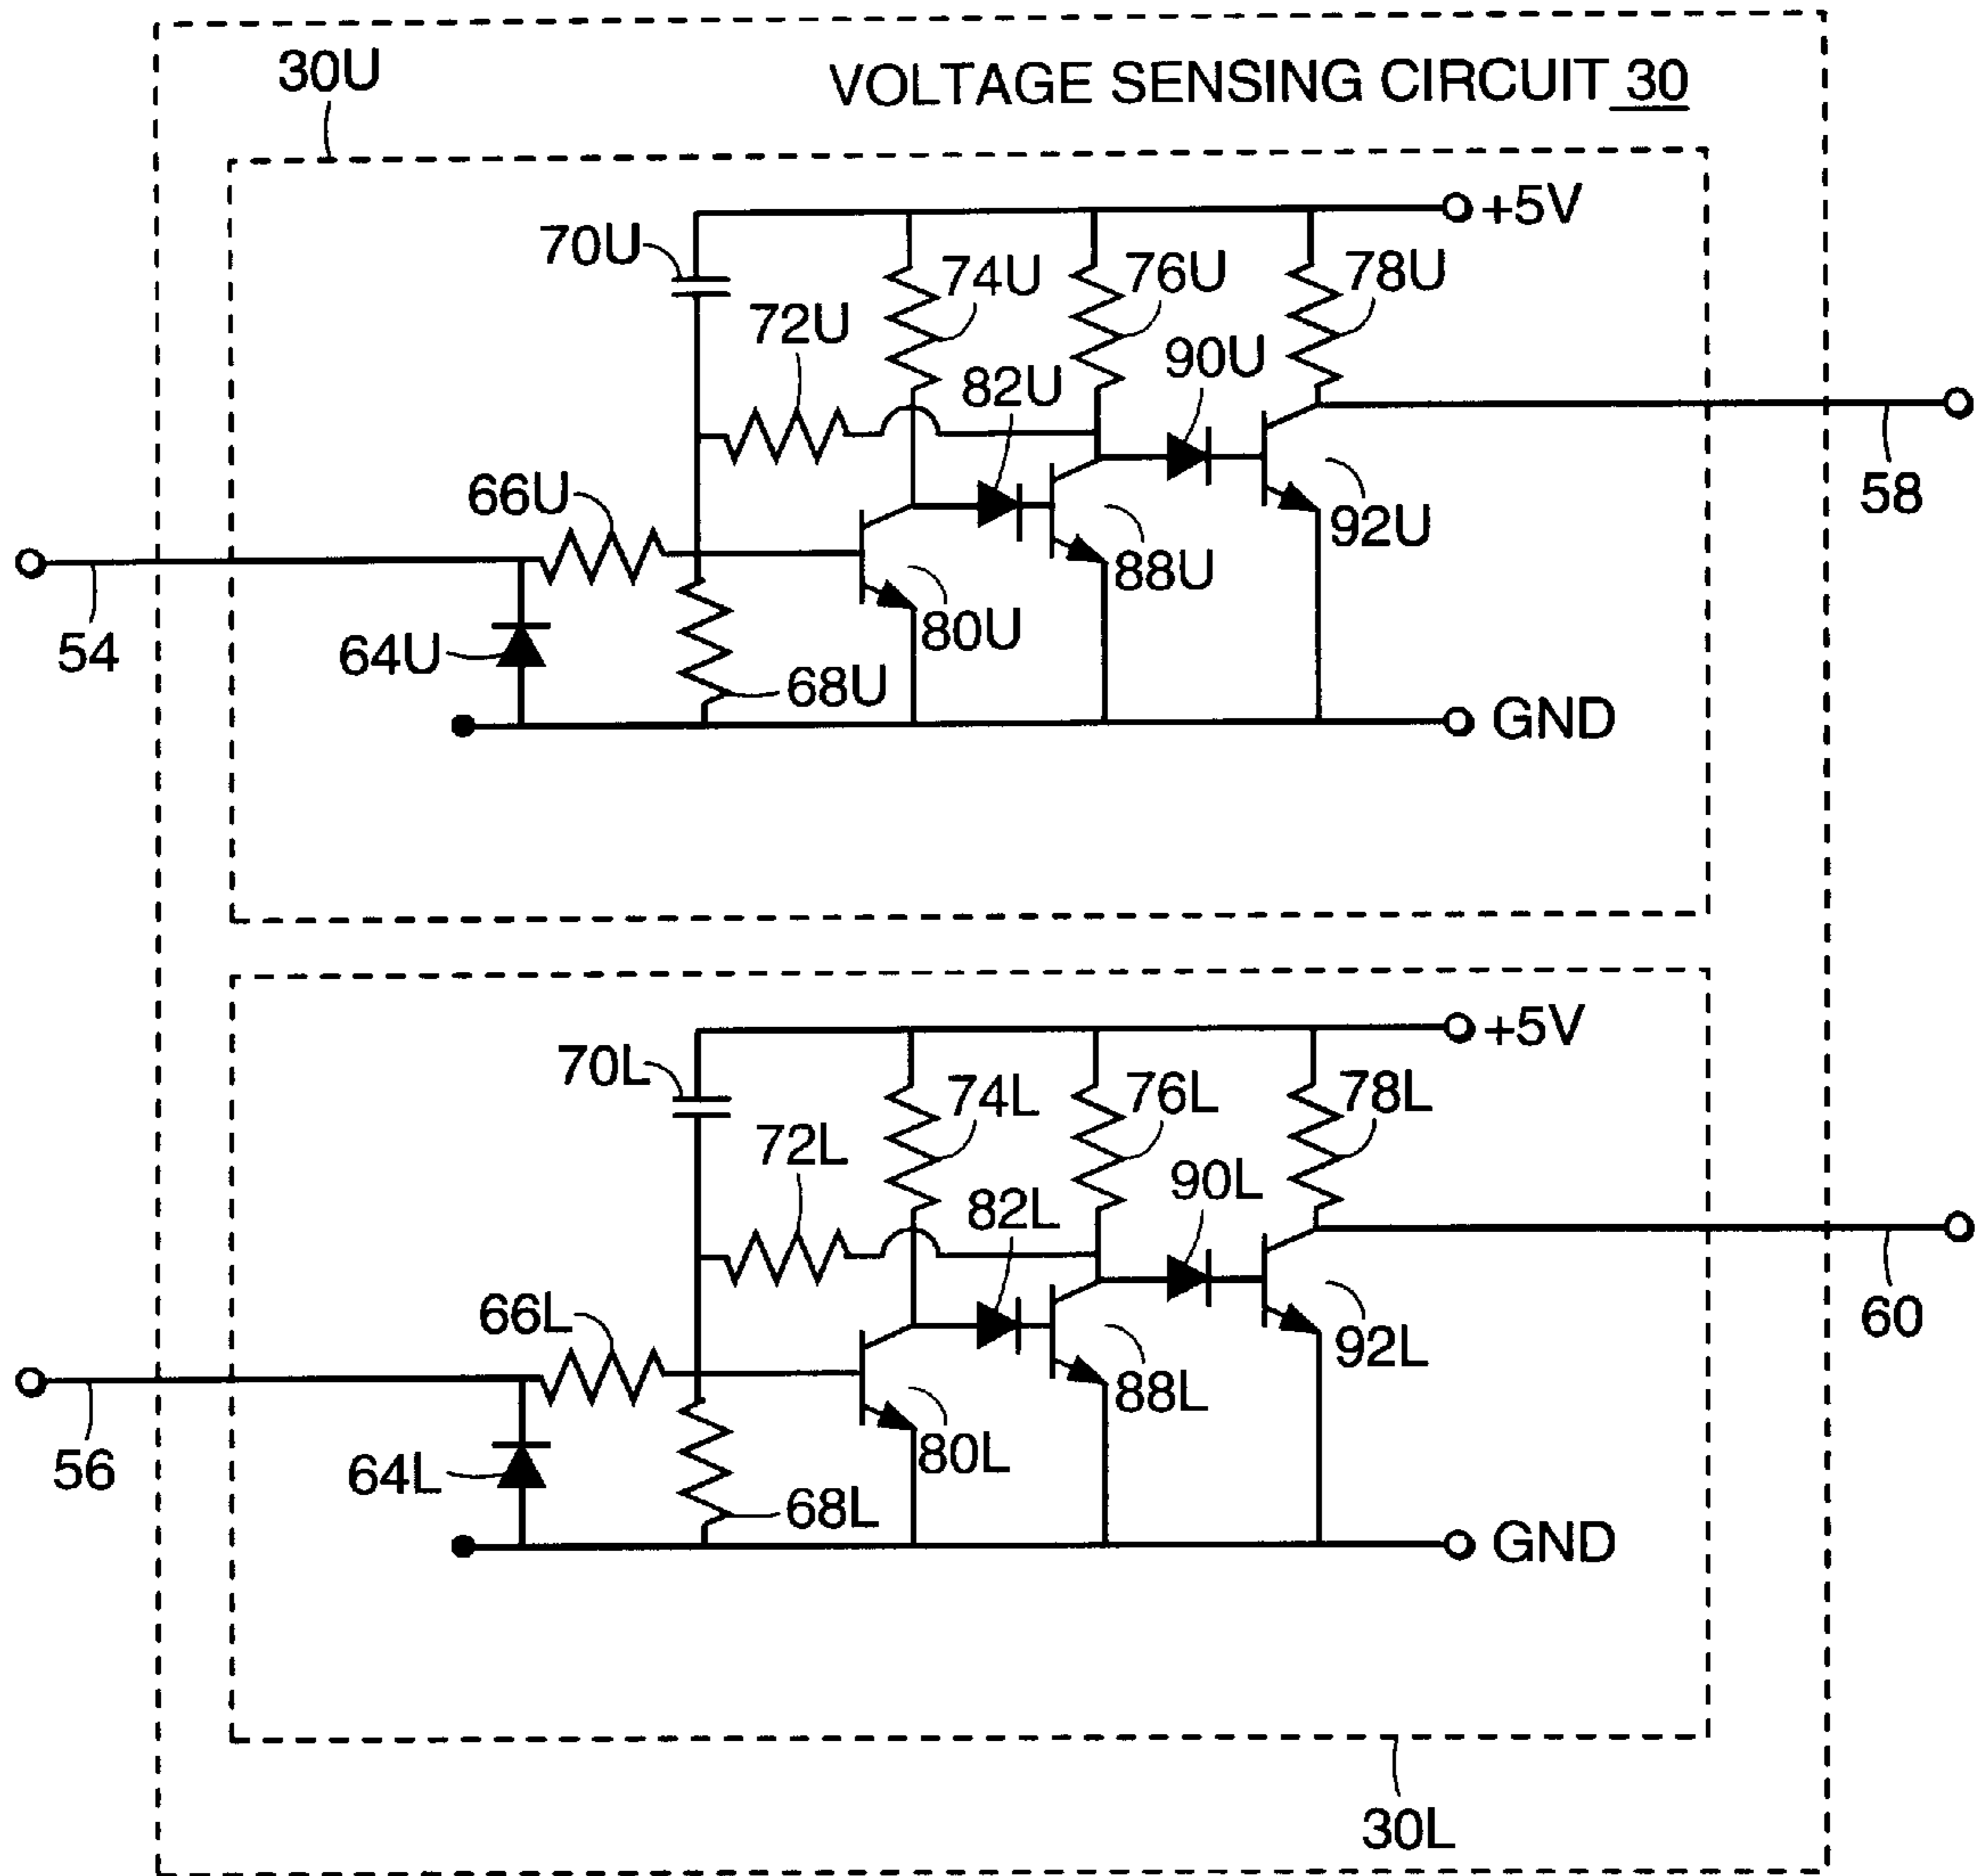 30U
VOLTAGE SENSING CIRCUIT 30
+5V
70U
74U
76U
78U
72U
90U
82U
66U
58
92U
88U
54
64U
80U
68U
GND
+5V
70L
74L
76L
78L
72L
90L
82L
66L
60
92L
88L
56
64L
80L
68L
GND
30L